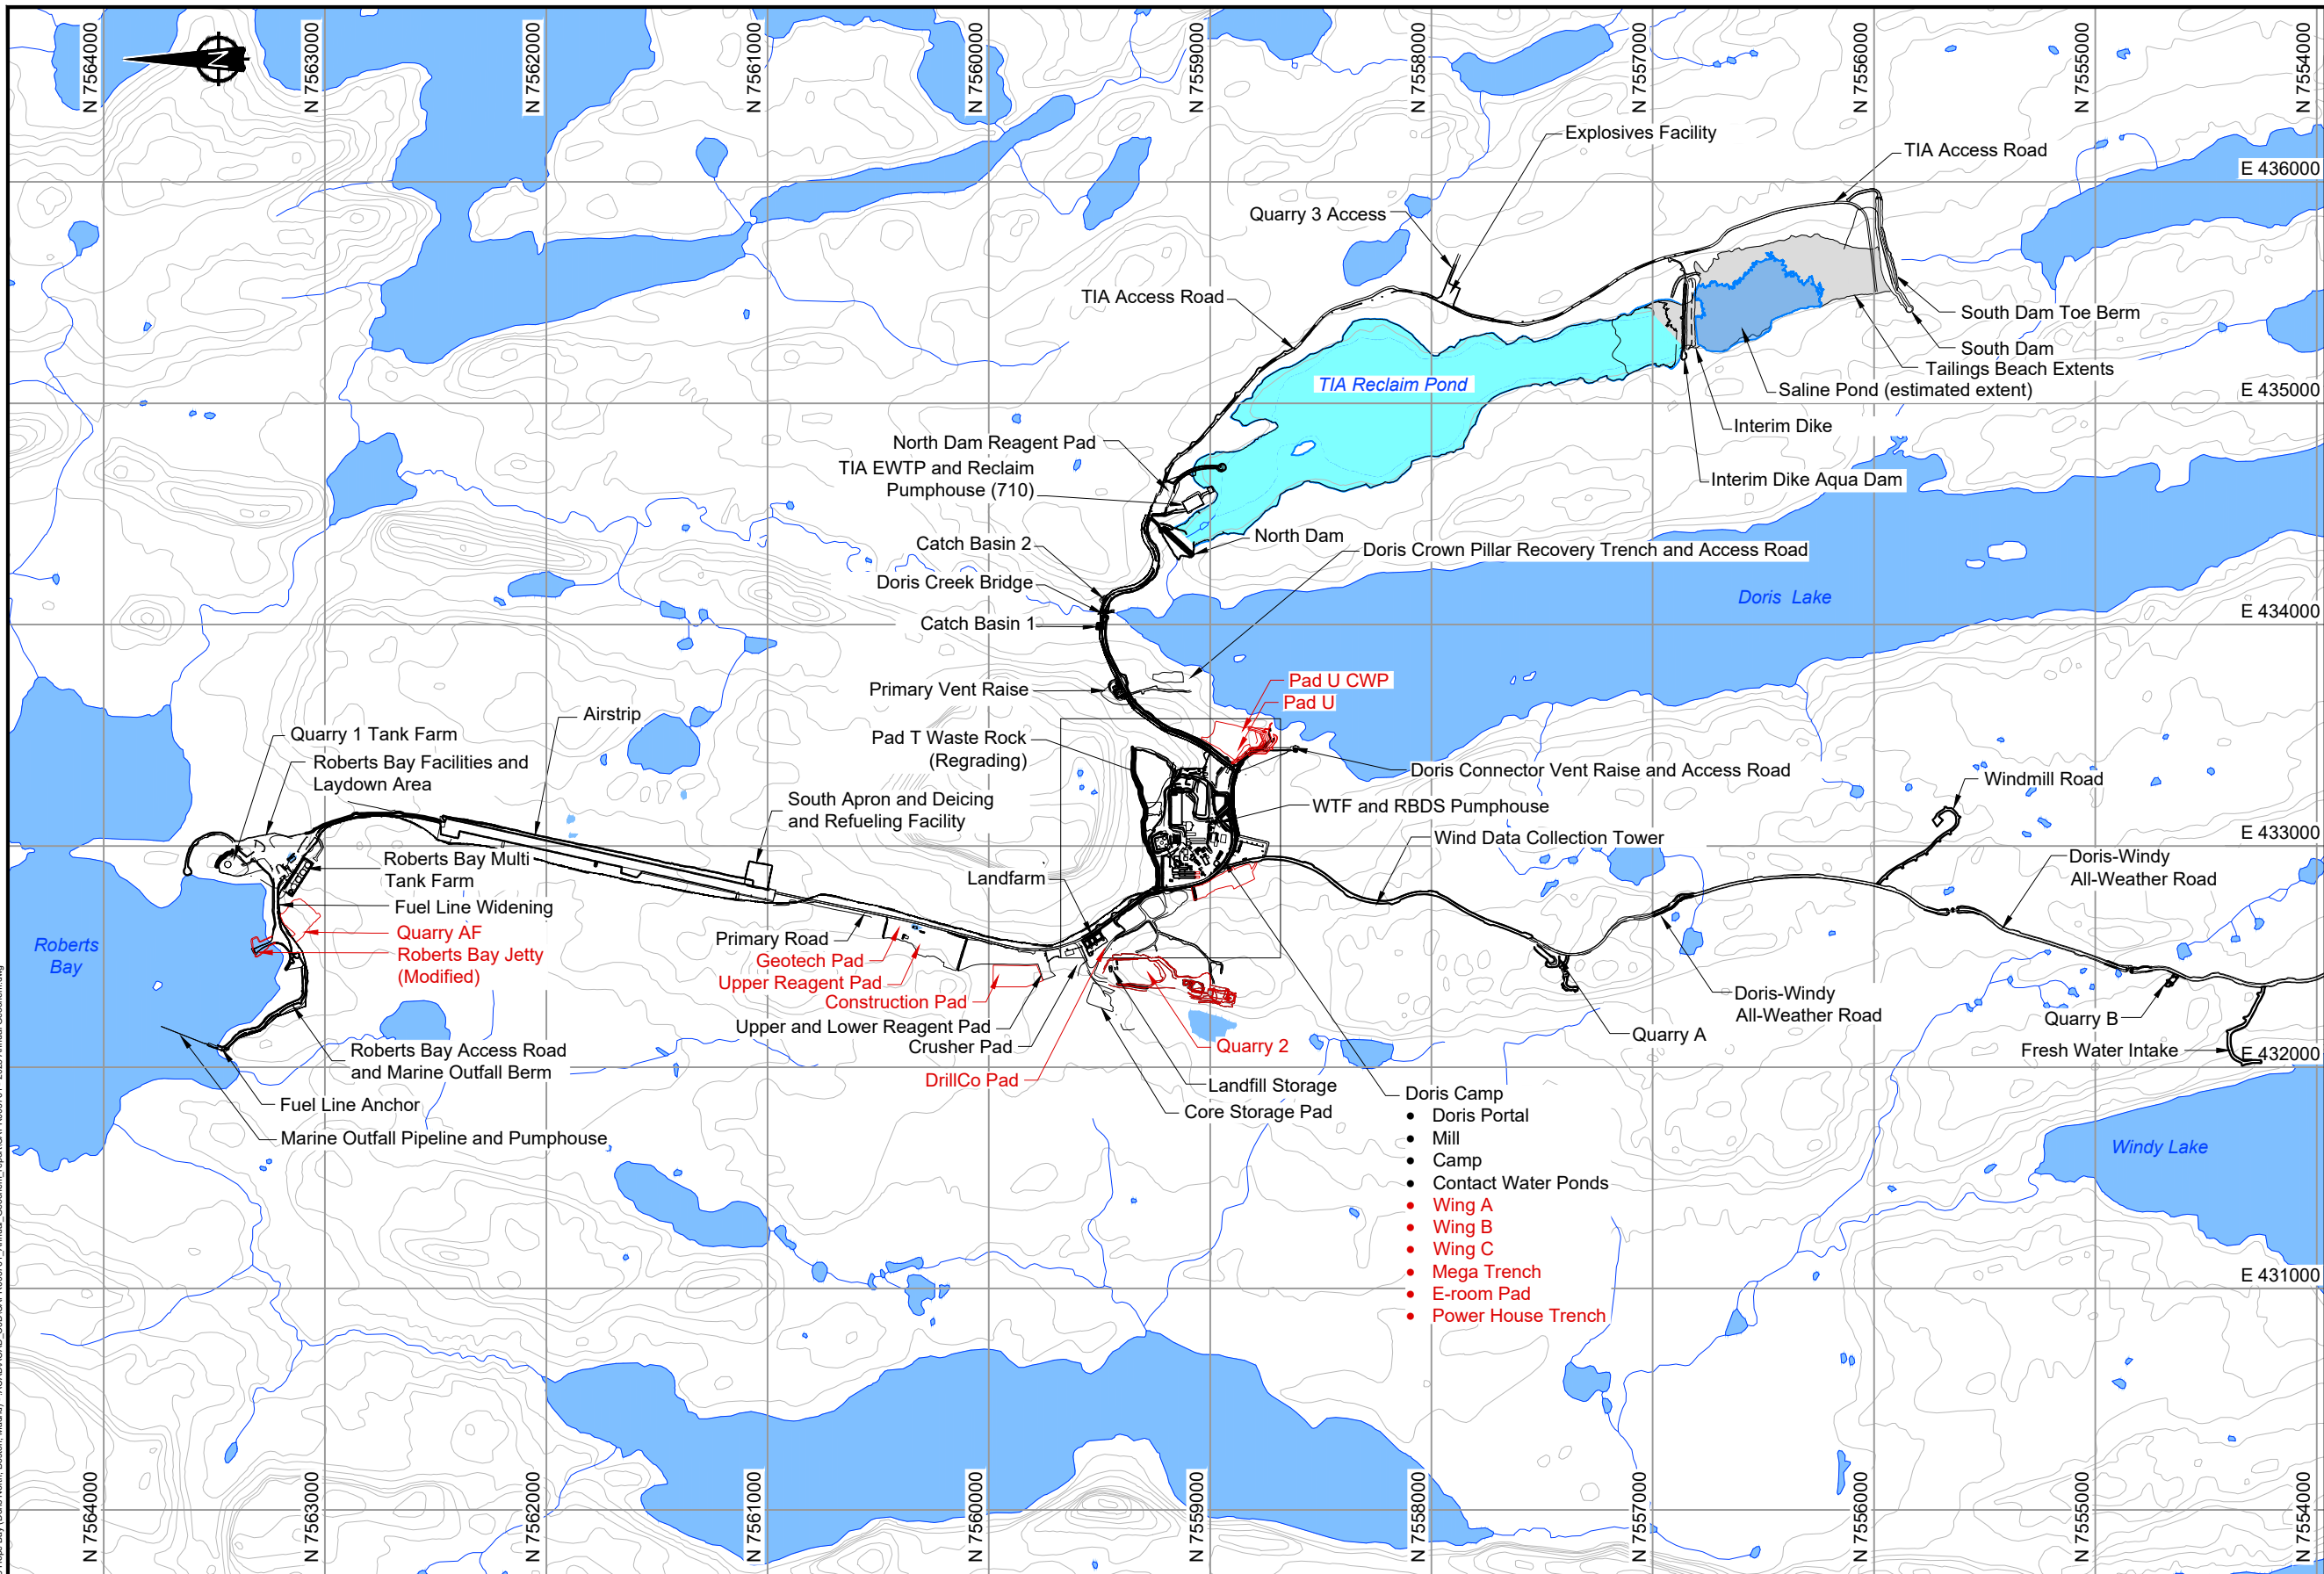 N 7564000
N 7563000
N 7562000
N 7561000
N 7560000
N 7559000
N 7558000
N 7557000
N 7556000
N 7555000
N 7554000
N
Explosives Facility
TIA Access Road
E 436000
Quarry 3 Access
TIA Access Road
South Dam Toe Berm
South Dam
Tailings Beach Extents
TIA Reclaim Pond
Saline Pond (estimated extent)
E 435000
Interim Dike
North Dam Reagent Pad
TIA EWTP and Reclaim
Pumphouse (710)
Interim Dike Aqua Dam
North Dam
Catch Basin 2
Doris Crown Pillar Recovery Trench and Access Road
Doris Creek Bridge
Doris Lake
E 434000
Catch Basin 1
Pad U CWP
Primary Vent Raise
Pad U
Airstrip
Quarry 1 Tank Farm
Pad T Waste Rock
(Regrading)
Roberts Bay Facilities and
Laydown Area
Doris Connector Vent Raise and Access Road
Windmill Road
South Apron and Deicing
and Refueling Facility
WTF and RBDS Pumphouse
E 433000
Wind Data Collection Tower
Roberts Bay Multi
Tank Farm
Doris-Windy
All-Weather Road
Landfarm
Fuel Line Widening
Quarry AF
Roberts
Bay
Roberts Bay Jetty
(Modified)
Primary Road
Geotech Pad
Upper Reagent Pad
Construction Pad
Doris-Windy
All-Weather Road
Upper and Lower Reagent Pad
Quarry A
Quarry B
Crusher Pad
Quarry 2
Fresh Water Intake
E 432000
Roberts Bay Access Road
and Marine Outfall Berm
DrillCo Pad
Landfill Storage
Doris Camp
Fuel Line Anchor
Core Storage Pad
• Doris Portal
Marine Outfall Pipeline and Pumphouse
• Mill
Windy Lake
• Camp
• Contact Water Ponds
• Wing A
• Wing B
• Wing C
• Mega Trench
E 431000
• E-room Pad
• Power House Trench
N 7564000
N 7563000
N 7562000
N 7561000
N 7560000
N 7559000
N 7558000
N 7557000
N 7556000
N 7555000
N 7554000